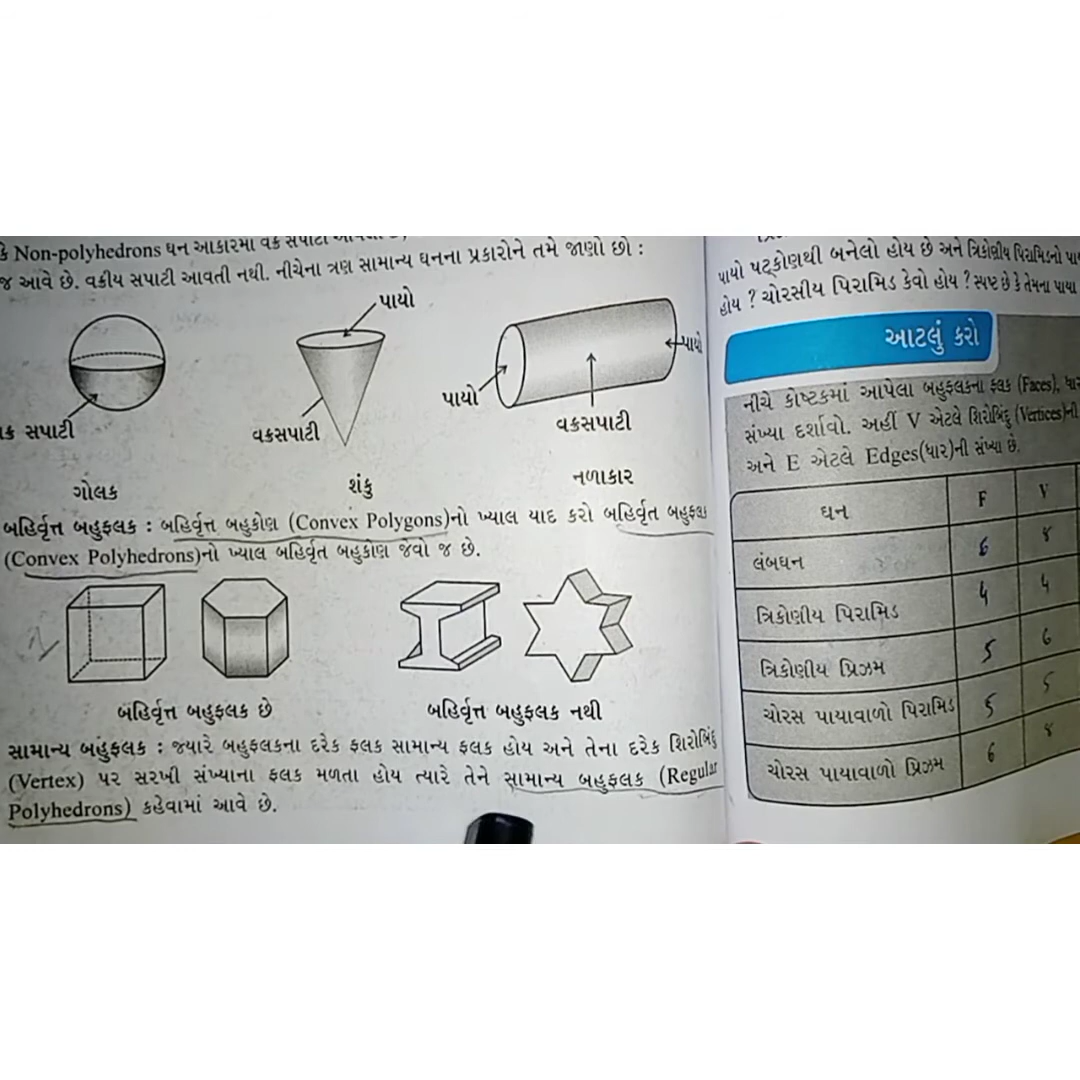 કે Non-polyhedrons ઘન આકારમાં વક્ર સપાટી
જ આવે છે. વક્રીય સપાટી આવતી નથી. નીચેના ત્રણ સામાન્ય ઘનના પ્રકારોને તમે જાણો છો :
પાયો
પાયો
પાયો
સપાટી
વક્રસપાટી
વક્રસપાટી
ગોલક
શંકુ
નળાકાર
બહિર્વૃત્ત બહુફલક : બહિર્વૃત્ત બહુકોણ (Convex Polygons)નો ખ્યાલ યાદ કરો બહિર્વૃત બહુફલક
(Convex Polyhedrons)નો ખ્યાલ બહિર્વૃત બહુકોણ જેવો જ છે.
બહિર્વૃત્ત બહુફલક છે
બહિર્વૃત્ત બહુફલક નથી
સામાન્ય બહુફલક : જ્યારે બહુફલકના દરેક ફલક સામાન્ય ફલક હોય અને તેના દરેક શિરોબિંદુ
(Vertex) પર સરખી સંખ્યાના ફલક મળતા હોય ત્યારે તેને સામાન્ય બહુફલક (Regular
Polyhedrons) કહેવામાં આવે છે.
પાયો ષટ્કોણથી બનેલો હોય છે અને ત્રિકોણીય પિરામિડનો
હોય ? ચોરસીય પિરામિડ કેવો હોય ? સ્પષ્ટ છે કે તેમના પાયા
આટલું કરો
નીચે કોષ્ટકમાં આપેલા બહુફલકના ફલક (Faces),
સંખ્યા દર્શાવો. અહીં V એટલે શિરોબિંદુ (Vertices)ની
અને E એટલે Edges(ધાર)ની સંખ્યા છે.
ઘન F V
લંબઘન 6 8
ત્રિકોણીય પિરામિડ 4 4
ત્રિકોણીય પ્રિઝમ 5 6
ચોરસ પાયાવાળો પિરામિડ 5 5
ચોરસ પાયાવાળો પ્રિઝમ 6 8